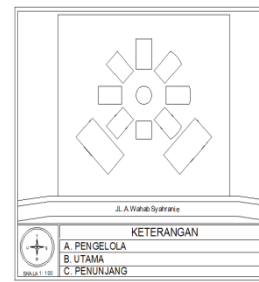 JL. A.Wahab Syahranie
KETERANGAN
A. PENGELOLA
B. UTAMA
C. PENUNJANG
SKALA 1: 100